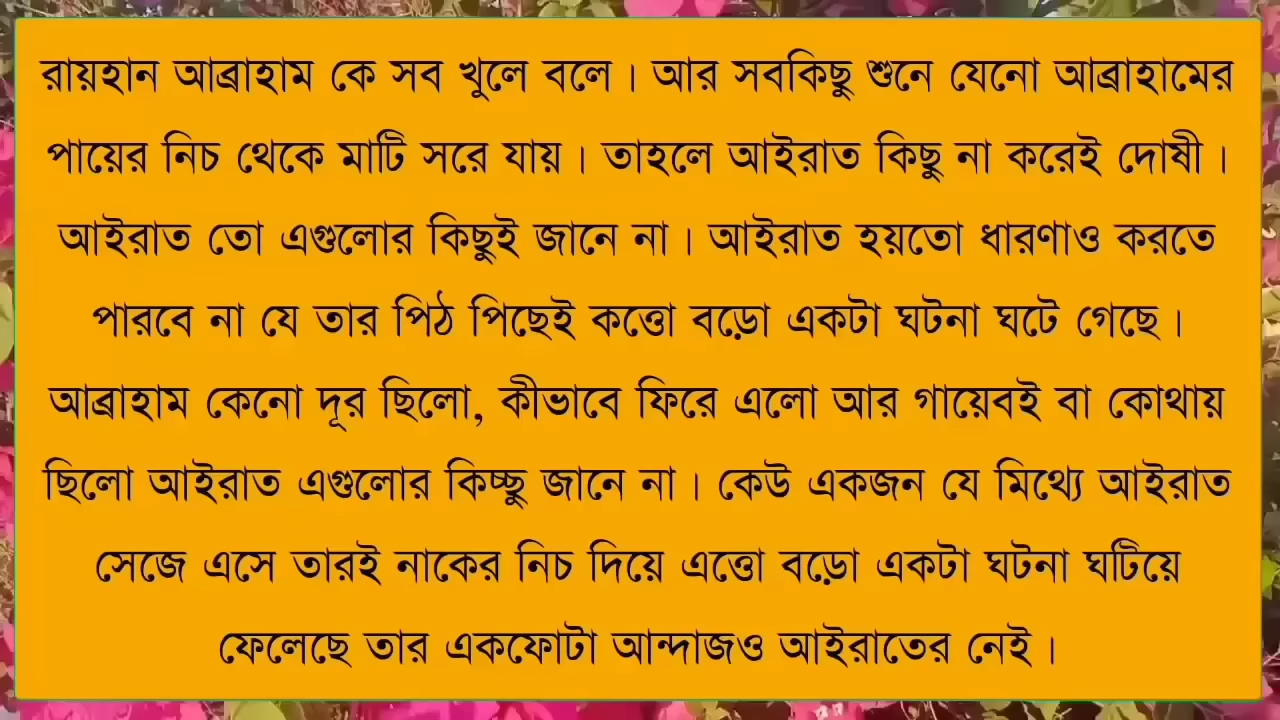 রায়হান আব্রাহাম কে সব খুলে বলে। আর সবকিছু শুনে যেনো আব্রাহামের
পায়ের নিচ থেকে মাটি সরে যায়। তাহলে আইরাত কিছু না করেই দোষী।
আইরাত তো এগুলোর কিছুই জানে না। আইরাত হয়তো ধারণাও করতে
পারবে না যে তার পিঠ পিছেই কত্তো বড়ো একটা ঘটনা ঘটে গেছে।
আব্রাহাম কেনো দূর ছিলো, কীভাবে ফিরে এলো আর গায়েবই বা কোথায়
ছিলো আইরাত এগুলোর কিচ্ছু জানে না। কেউ একজন যে মিথ্যে আইরাত
সেজে এসে তারই নাকের নিচ দিয়ে এত্তো বড়ো একটা ঘটনা ঘটিয়ে
ফেলেছে তার একফোটা আন্দাজও আইরাতের নেই।